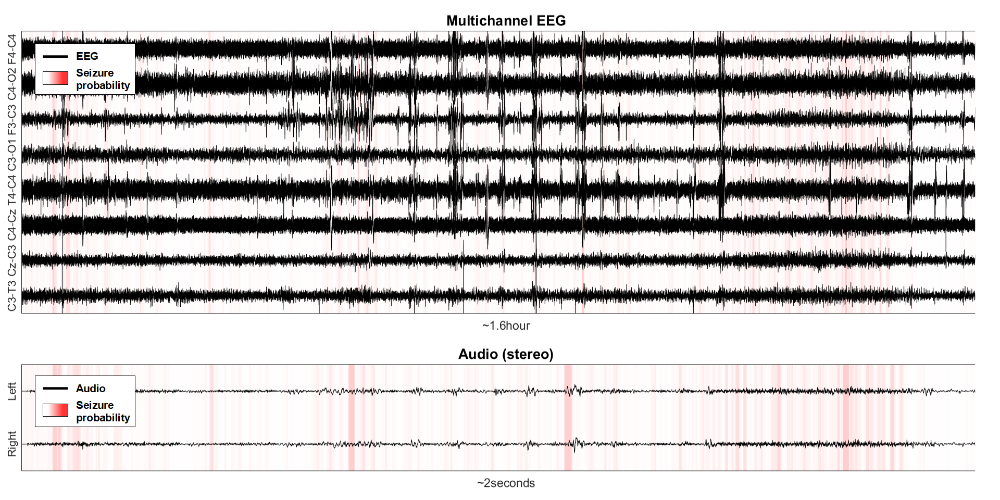 Multichannel EEG
F4-C4
C4-O2
F3-C3
C3-O1
T4-C4
C4-Cz
Cz-C3
C3-T3
EEG
Seizure
probability
~1.6hour
Audio (stereo)
Left
Right
Audio
Seizure
probability
~2seconds